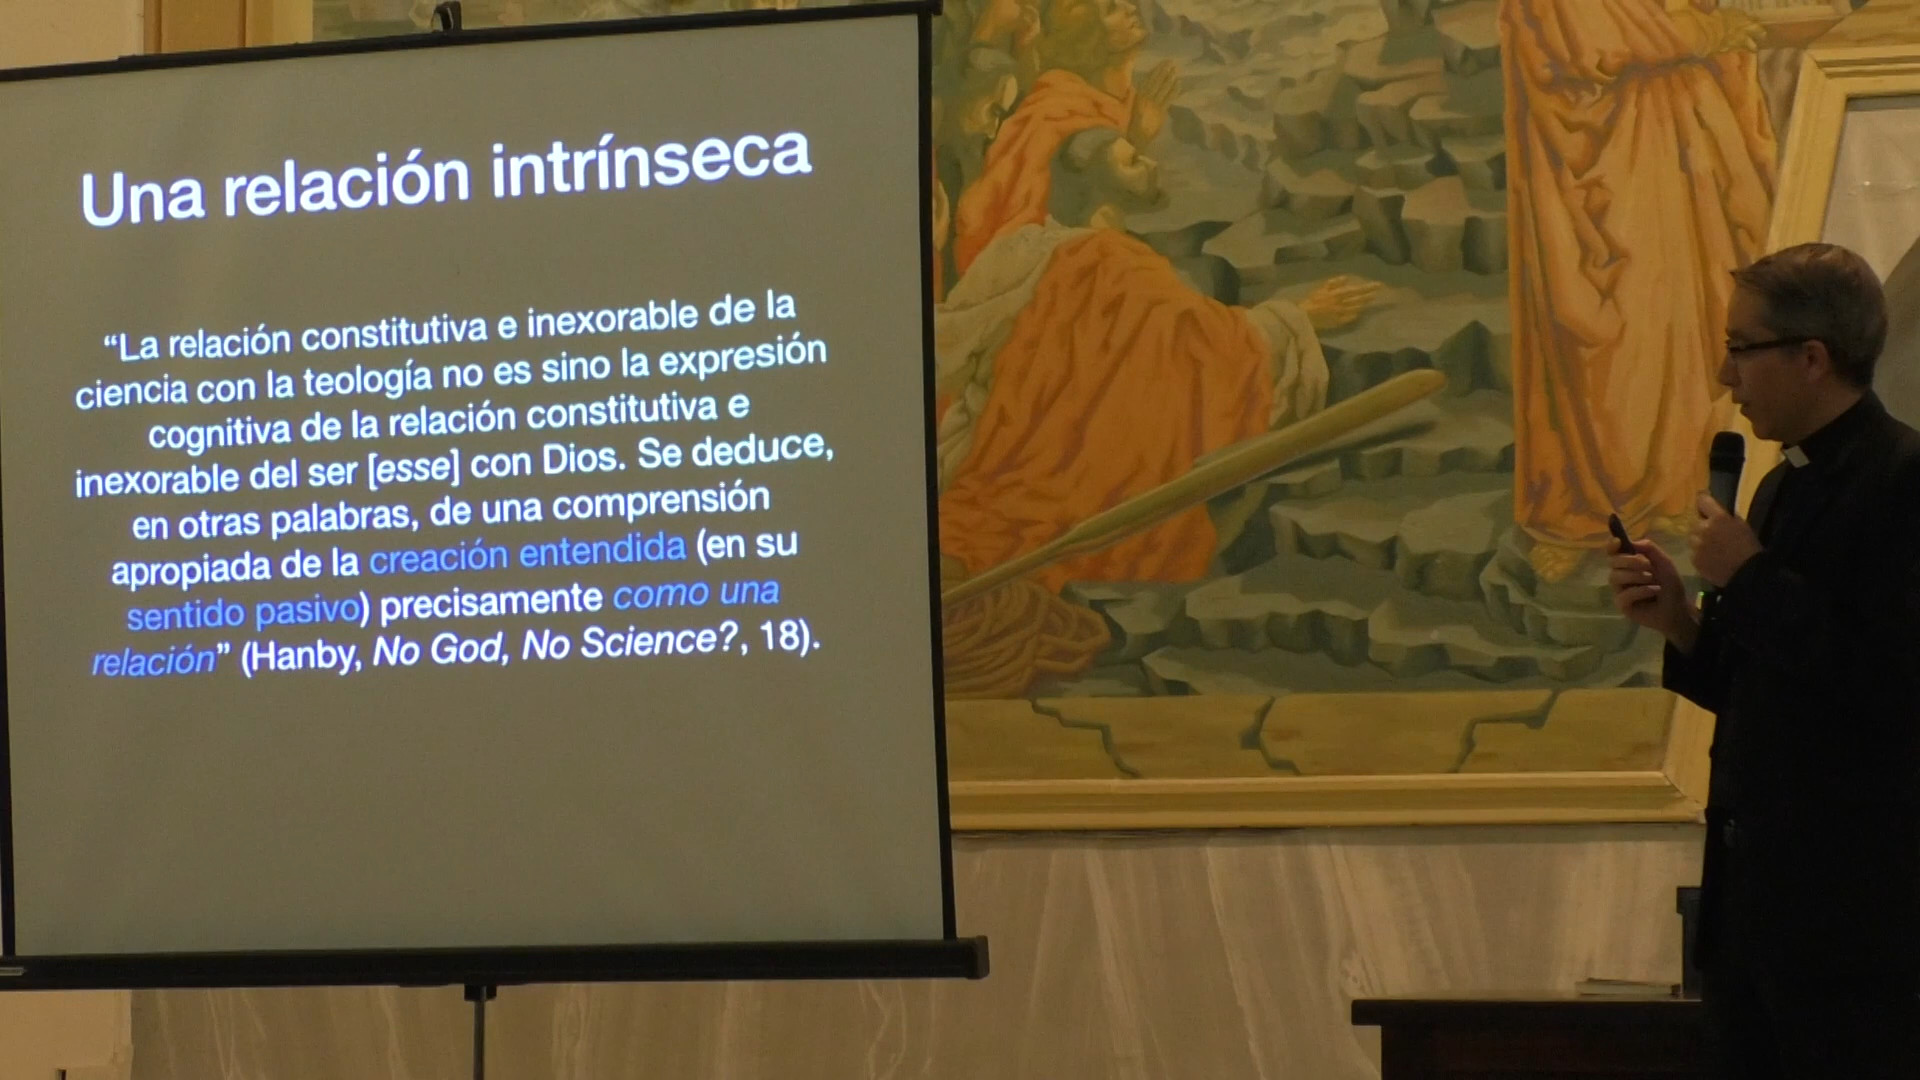 Una relación intrínseca
“La relación constitutiva e inexorable de la
ciencia con la teología no es sino la expresión
cognitiva de la relación constitutiva e
inexorable del ser [esse] con Dios. Se deduce,
en otras palabras, de una comprensión
apropiada de la creación entendida (en su
sentido pasivo) precisamente como una
relación” (Hanby, No God, No Science?, 18).